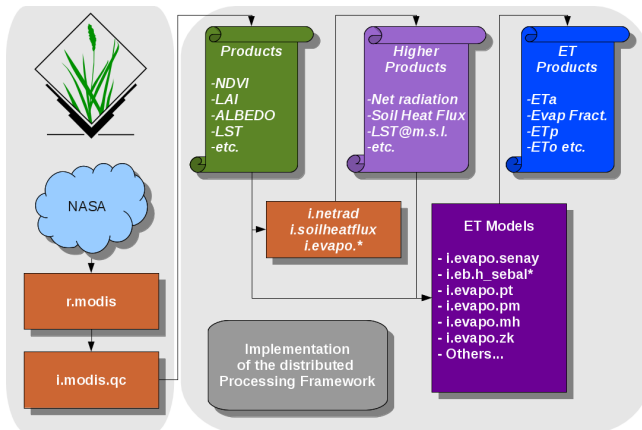 NASA
r.modis
i.modis.qc
Products
-NDVI
-LAI
-ALBEDO
-LST
-etc.
Higher
Products
-Net radiation
-Soil Heat Flux
-LST@m.s.l.
etc.
ET
Products
-ETa
-Evap Fract.
-ETp
-ETo etc.
i.netrad
i.soilheatflux
i.evapo.*
ET Models
- i.evapo.senay
- i.eb.h_sebal*
- i.evapo.pt
- i.evapo.pm
- i.evapo.mh
- i.evapo.zk
- Others...
Implementation
of the distributed
Processing Framework